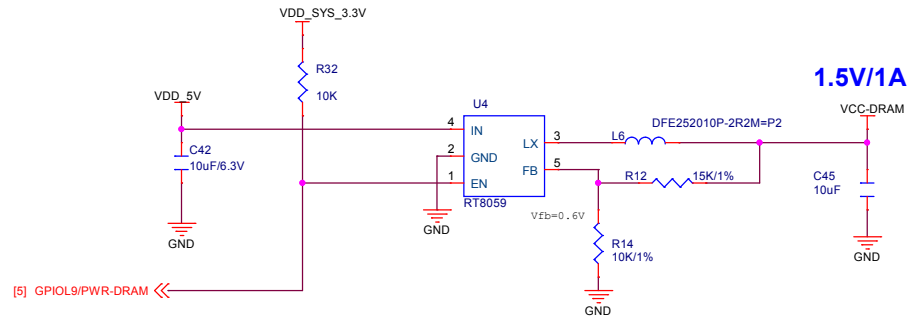 VDD_SYS_3.3V
R32
10K
1.5V/1A
VDD_5V
U4
DFE252010P-2R2M=P2
VCC-DRAM
4
IN
LX
3
L6
C42
10uF/6.3V
2
GND
FB
5
1
EN
R12
15K/1%
C45
10uF
RT8059
Vfb=0.6V
GND
GND
R14
10K/1%
GND
GND
[5] GPIOL9/PWR-DRAM